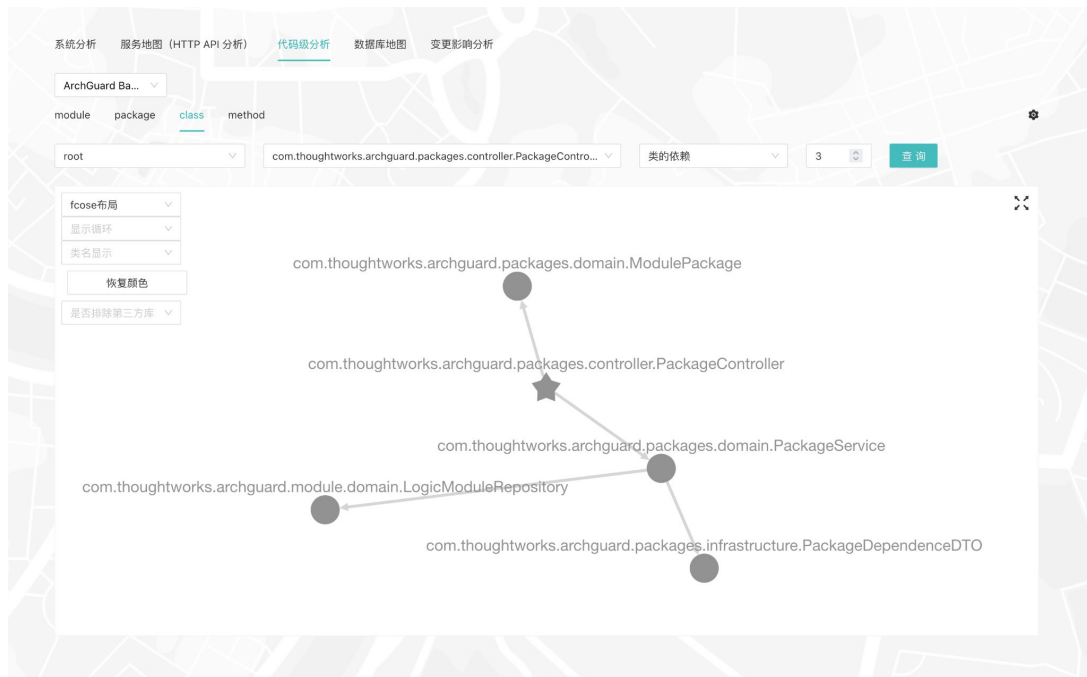 系统分析 服务地图（HTTP API 分析） 代码级分析 数据库地图 变更影响分析
ArchGuard Ba...
module package class method
root com.thoughtworks.archguard.packages.controller.PackageContro... 类的依赖 3 查 询
fcose布局
显示循环
类名显示
恢复颜色
是否排除第三方库
com.thoughtworks.archguard.packages.domain.ModulePackage
com.thoughtworks.archguard.packages.controller.PackageController
com.thoughtworks.archguard.packages.domain.PackageService
com.thoughtworks.archguard.module.domain.LogicModuleRepository
com.thoughtworks.archguard.packages.infrastructure.PackageDependenceDTO